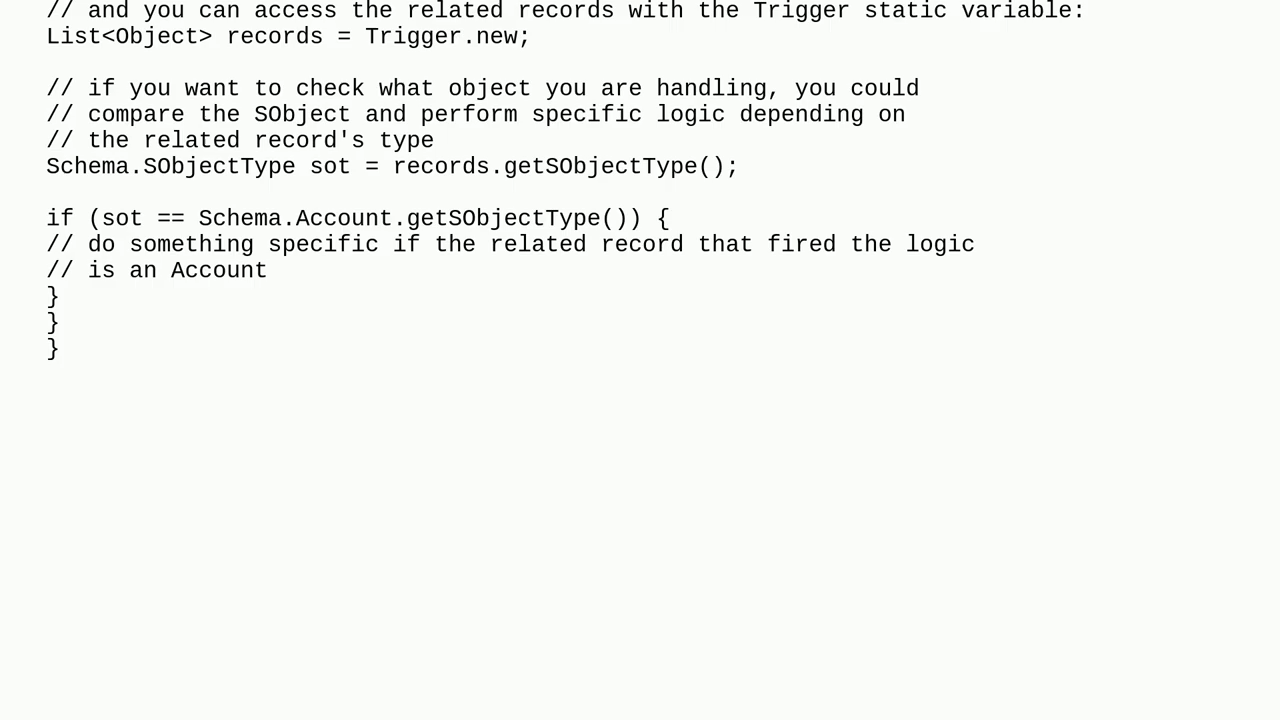 // and you can access the related records with the Trigger static variable:
List<Object> records = Trigger.new;
// if you want to check what object you are handling, you could
// compare the SObject and perform specific logic depending on
// the related record's type
Schema.SObjectType sot = records.getSObjectType();
if (sot == Schema.Account.getSObjectType()) {
// do something specific if the related record that fired the logic
// is an Account
}
}
}